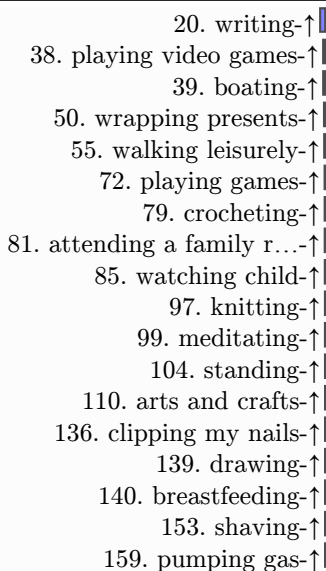 20. writing-↑
38. playing video games-↑
39. boating-↑
50. wrapping presents-↑
55. walking leisurely-↑
72. playing games-↑
79. crocheting-↑
81. attending a family r...-↑
85. watching child-↑
97. knitting-↑
99. meditating-↑
104. standing-↑
110. arts and crafts-↑
136. clipping my nails-↑
139. drawing-↑
140. breastfeeding-↑
153. shaving-↑
159. pumping gas-↑